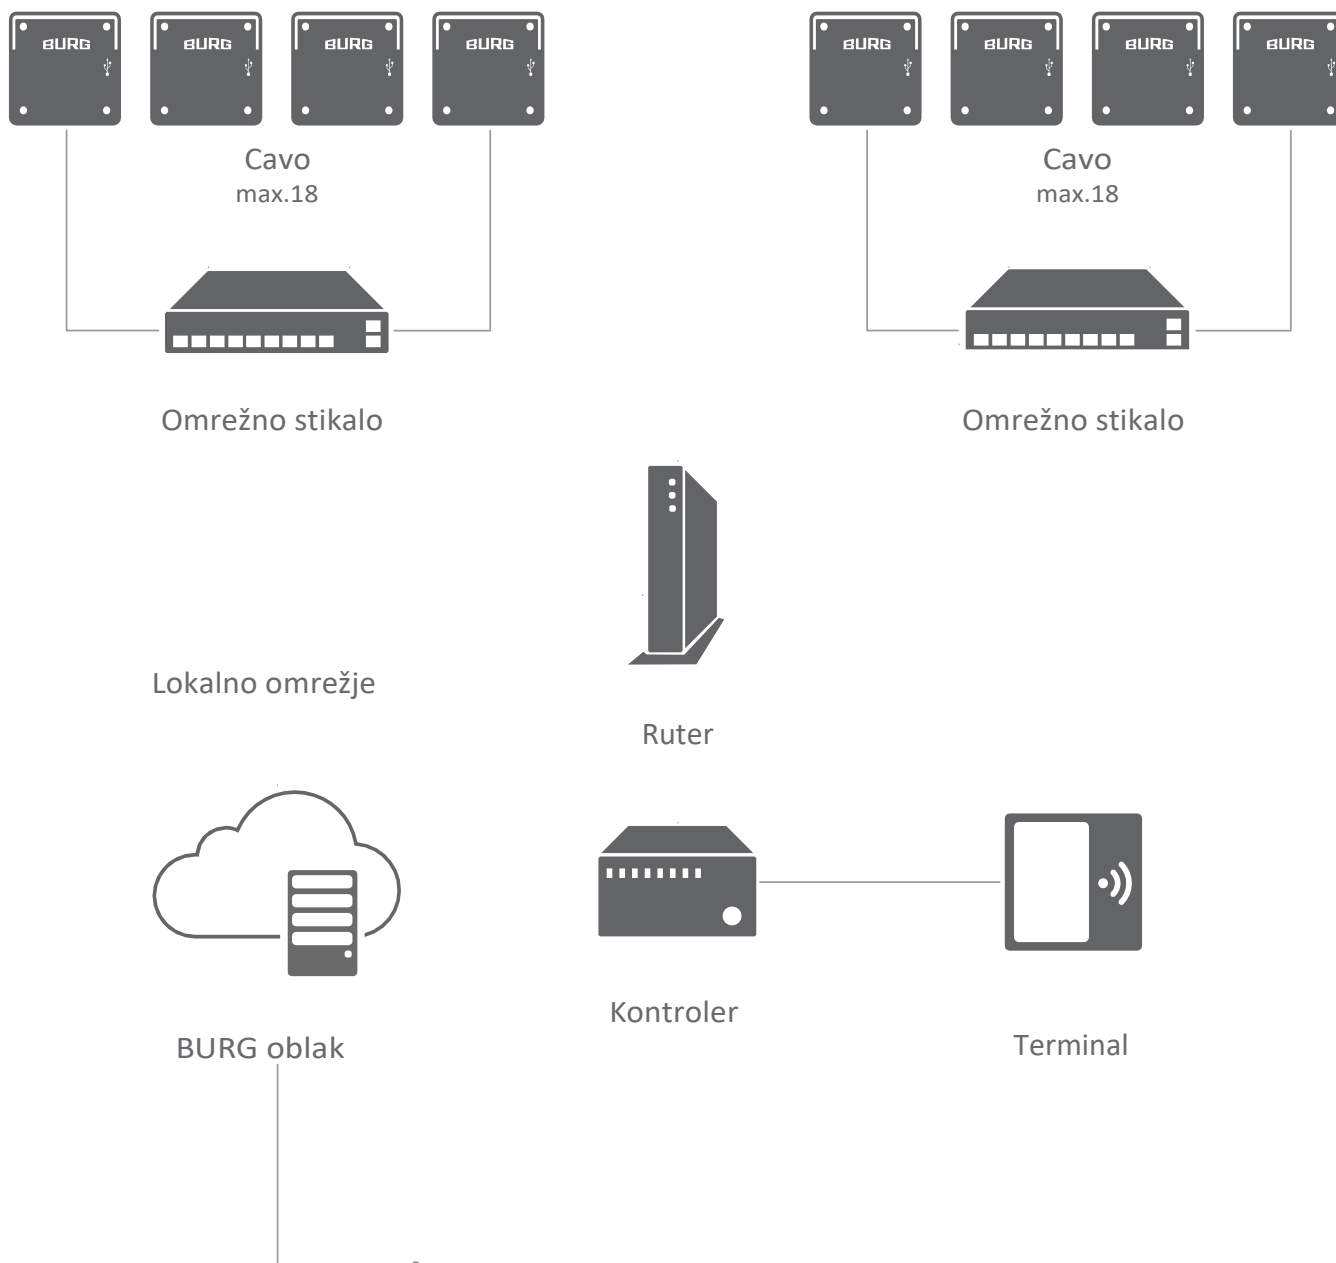 BURG BURG BURG BURG BURG BURG BURG BURG
Cavo Cavo
max.18 max.18
Omrežno stikalo Omrežno stikalo
Lokalno omrežje
Ruter
Kontroler
BURG oblak Terminal